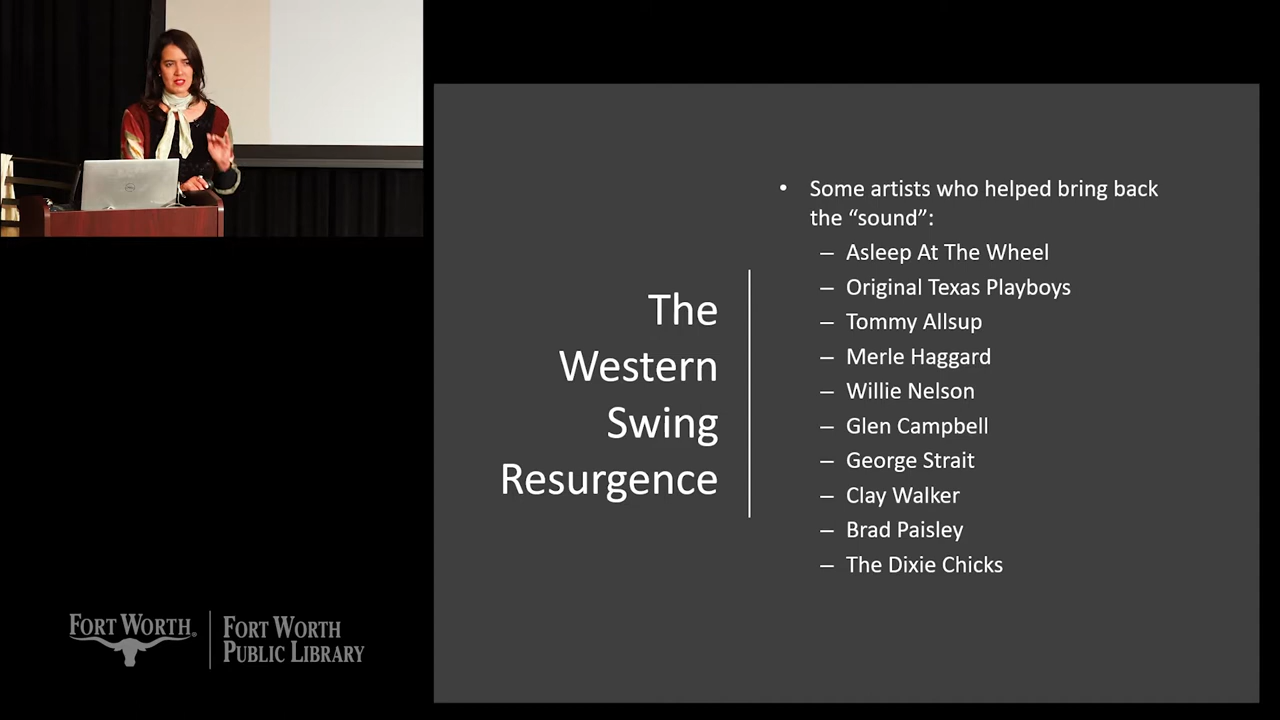 The
Western
Swing
Resurgence
• Some artists who helped bring back
the “sound”:
– Asleep At The Wheel
– Original Texas Playboys
– Tommy Allsup
– Merle Haggard
– Willie Nelson
– Glen Campbell
– George Strait
– Clay Walker
– Brad Paisley
– The Dixie Chicks
FORT WORTH®
FORT WORTH
PUBLIC LIBRARY